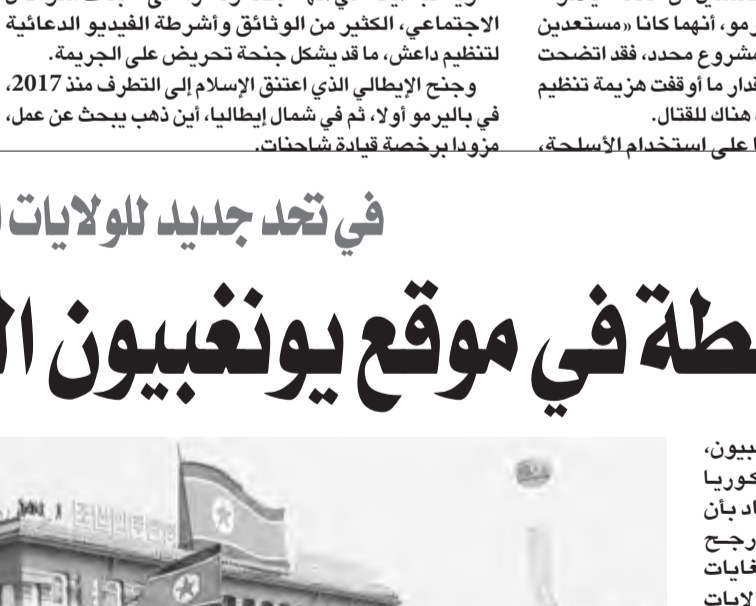 رمو، أنهما كانا «مستعدين
مشروع محدد، فقد اتضحت
ما أوقفت هزيمة تنظيم
هناك للقتال.
على استخدام الأسلحة،
الاجتماعي، الكثير من الوثائق وأشرطة الفيديو الدعائية
لتنظيم داعش، ما قد يشكل جنحة تحريض على الجريمة.
وجنح الإيطالي الذي اعتنق الإسلام إلى التطرف منذ 2017،
في باليرمو أولا، ثم في شمال إيطاليا، أين ذهب يبحث عن عمل،
مزودا برخصة قيادة شاحنات.
في تحد جديد للولايات
طة في موقع يونغبيون ال
بيون،
كوريا
اد بأن
رجح
غايات
لايات